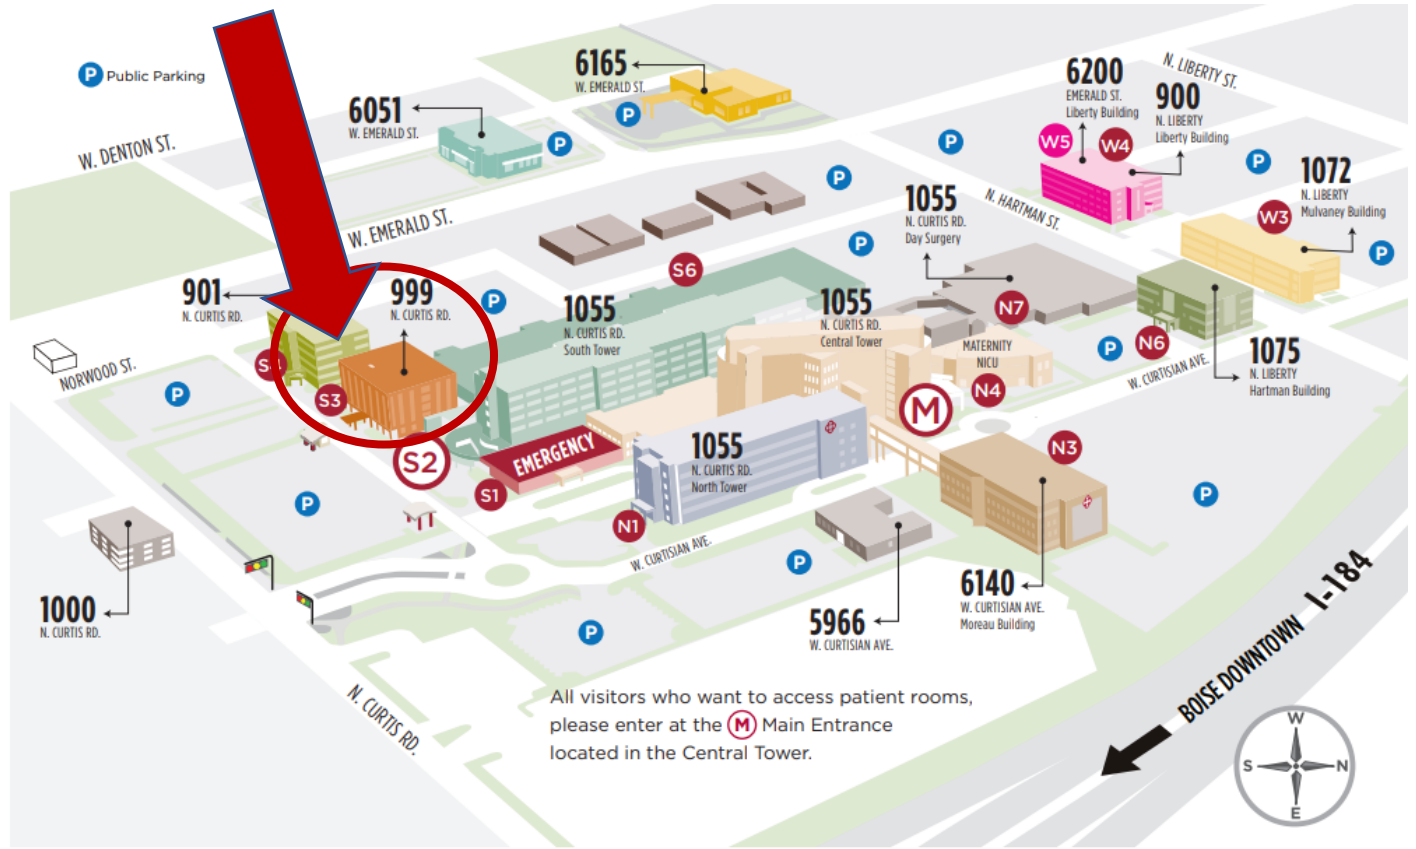 P Public Parking
6165
W. EMERALD ST.
6051
W. EMERALD ST.
P
P
W. DENTON ST.
N. LIBERTY ST.
6200
EMERALD ST.
Liberty Building
900
N. LIBERTY
Liberty Building
W5
W4
P
P
1072
N. LIBERTY
Mulvaney Building
W3
P
P
1055
N. CURTIS RD.
Day Surgery
N. HARTMAN ST.
W. EMERALD ST.
P
S6
901
N. CURTIS RD.
999
N. CURTIS RD.
P
1055
N. CURTIS RD.
South Tower
1055
N. CURTIS RD.
Central Tower
N7
MATERNITY
NICU
N4
P
N6
W. CURTISIAN AVE.
1075
N. LIBERTY
Hartman Building
NORWOOD ST.
P
S3
M
S2
EMERGENCY
S1
1055
N. CURTIS RD.
North Tower
N3
P
P
N1
W. CURTISIAN AVE.
P
1000
N. CURTIS RD.
P
5966
W. CURTISIAN AVE.
6140
W. CURTISIAN AVE.
Moreau Building
I-184
BOISE DOWNTOWN
N. CURTIS RD.
All visitors who want to access patient rooms,
please enter at the M Main Entrance
located in the Central Tower.
W
S N
E